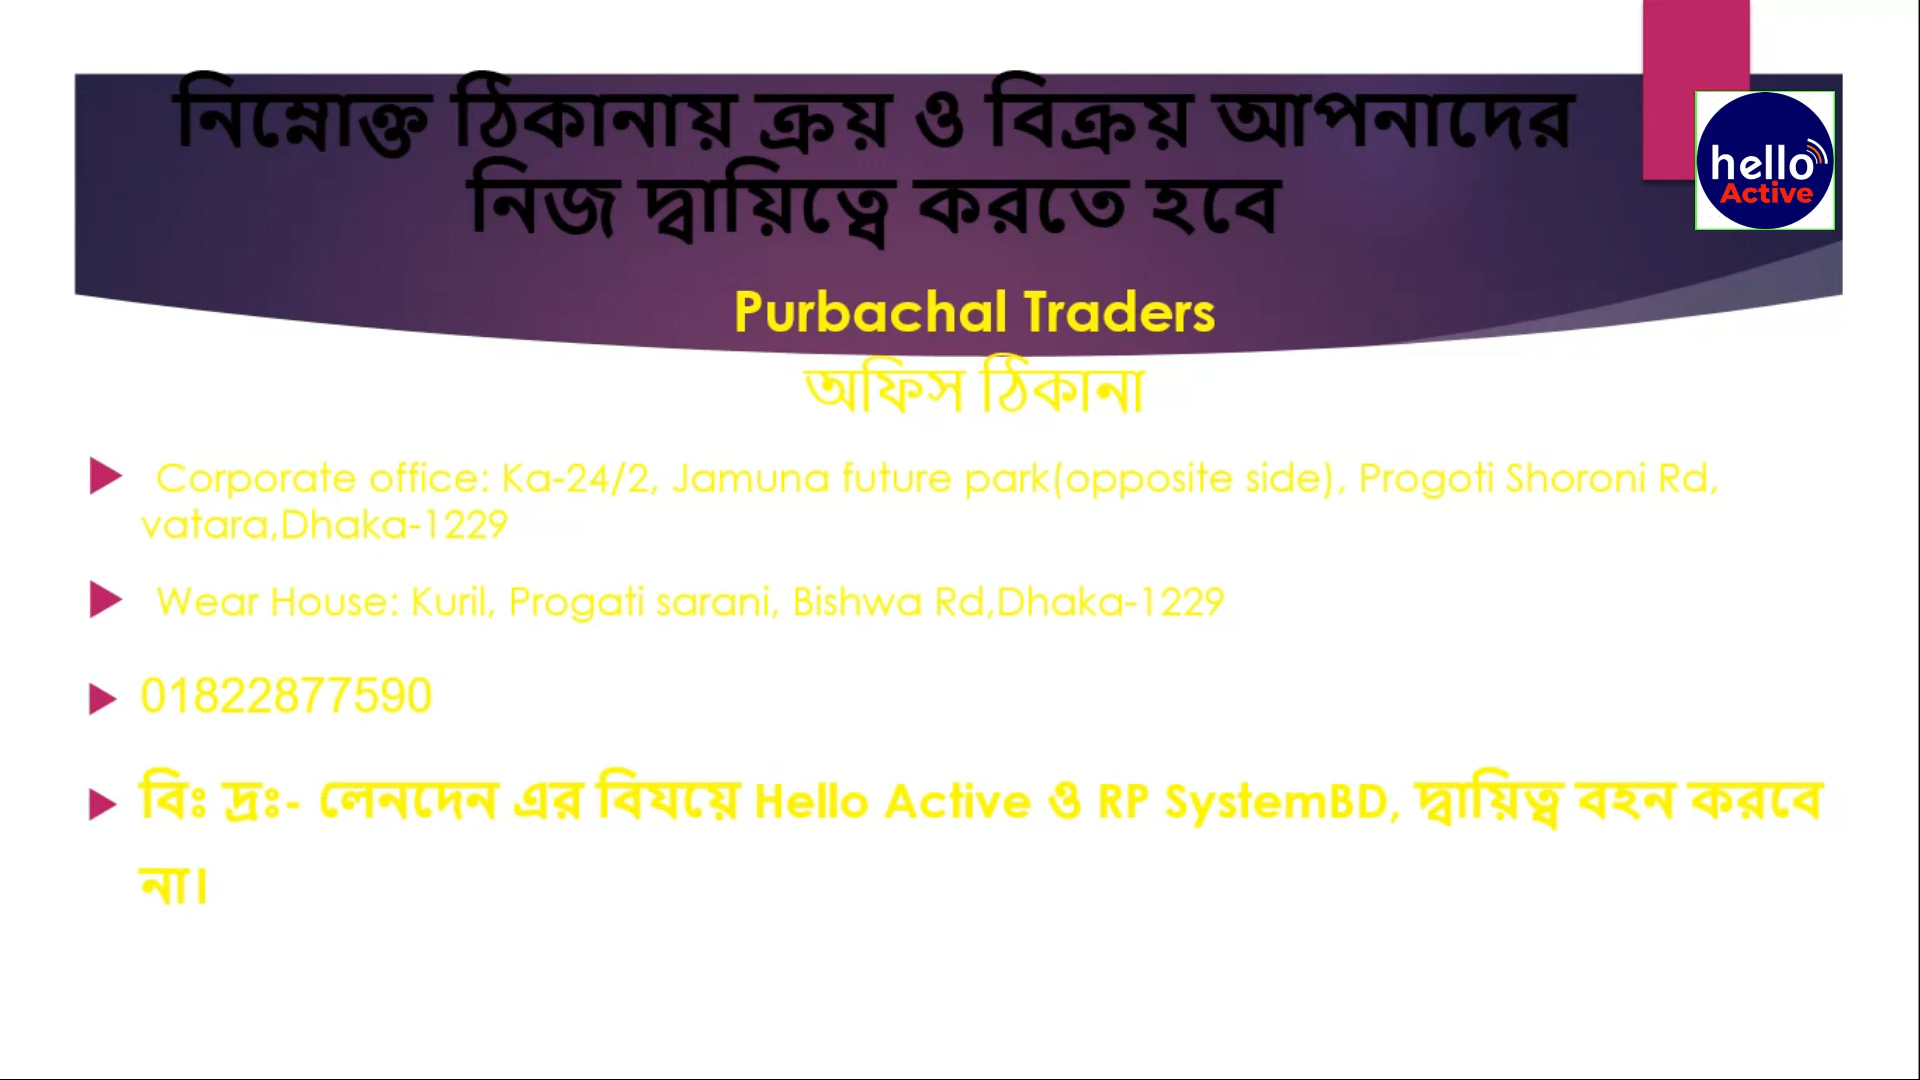 নিম্নোক্ত ঠিকানায় ক্রয় ও বিক্রয় আপনাদের
নিজ দ্বায়িত্বে করতে হবে
hello
Active
Purbachal Traders
অফিস ঠিকানা
Corporate office: Ka-24/2, Jamuna future park(opposite side), Progoti Shoroni Rd,
vatara,Dhaka-1229
Wear House: Kuril, Progati sarani, Bishwa Rd,Dhaka-1229
01822877590
বিঃ দ্রঃ- লেনদেন এর বিযয়ে Hello Active ও RP SystemBD, দ্বায়িত্ব বহন করবে
না।